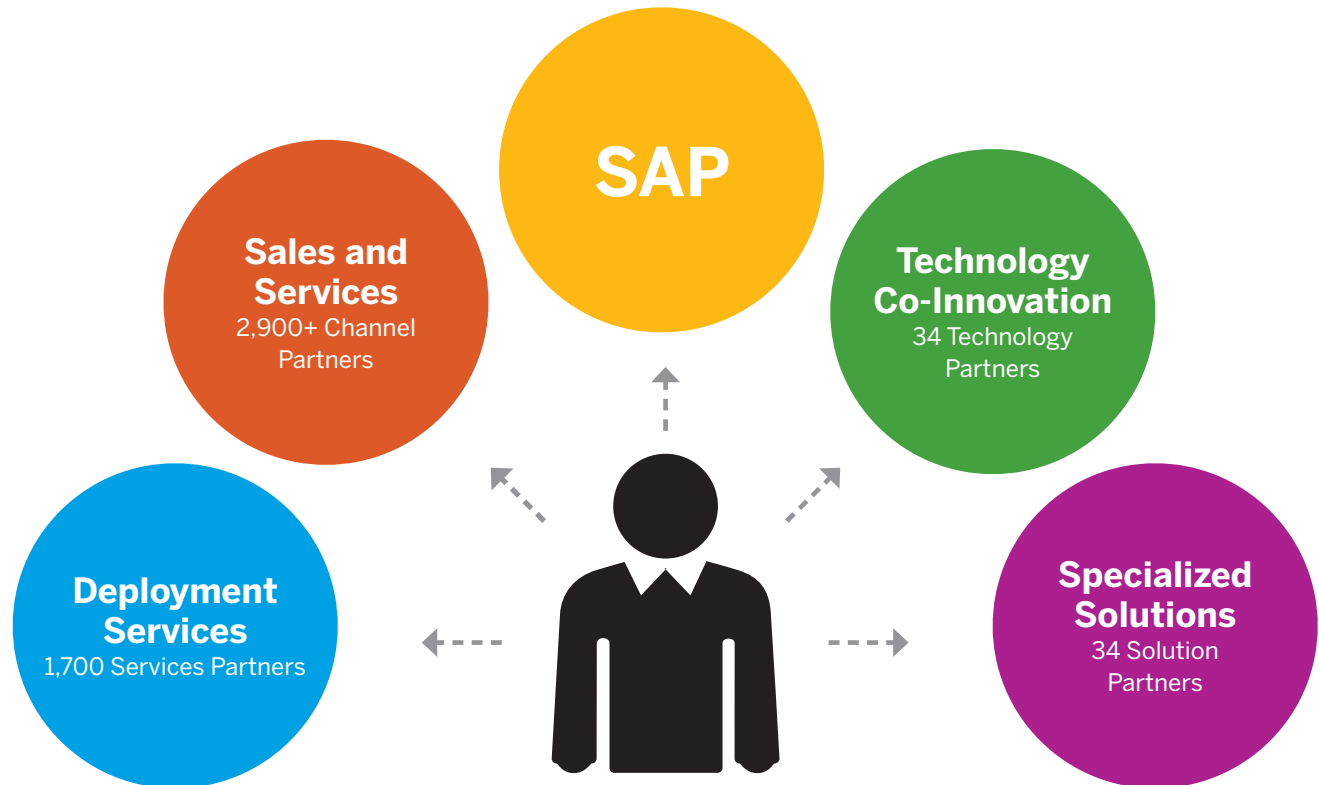 SAP
Sales and
Services
2,900+ Channel
Partners
Technology
Co-Innovation
34 Technology
Partners
Deployment
Services
1,700 Services Partners
Specialized
Solutions
34 Solution
Partners